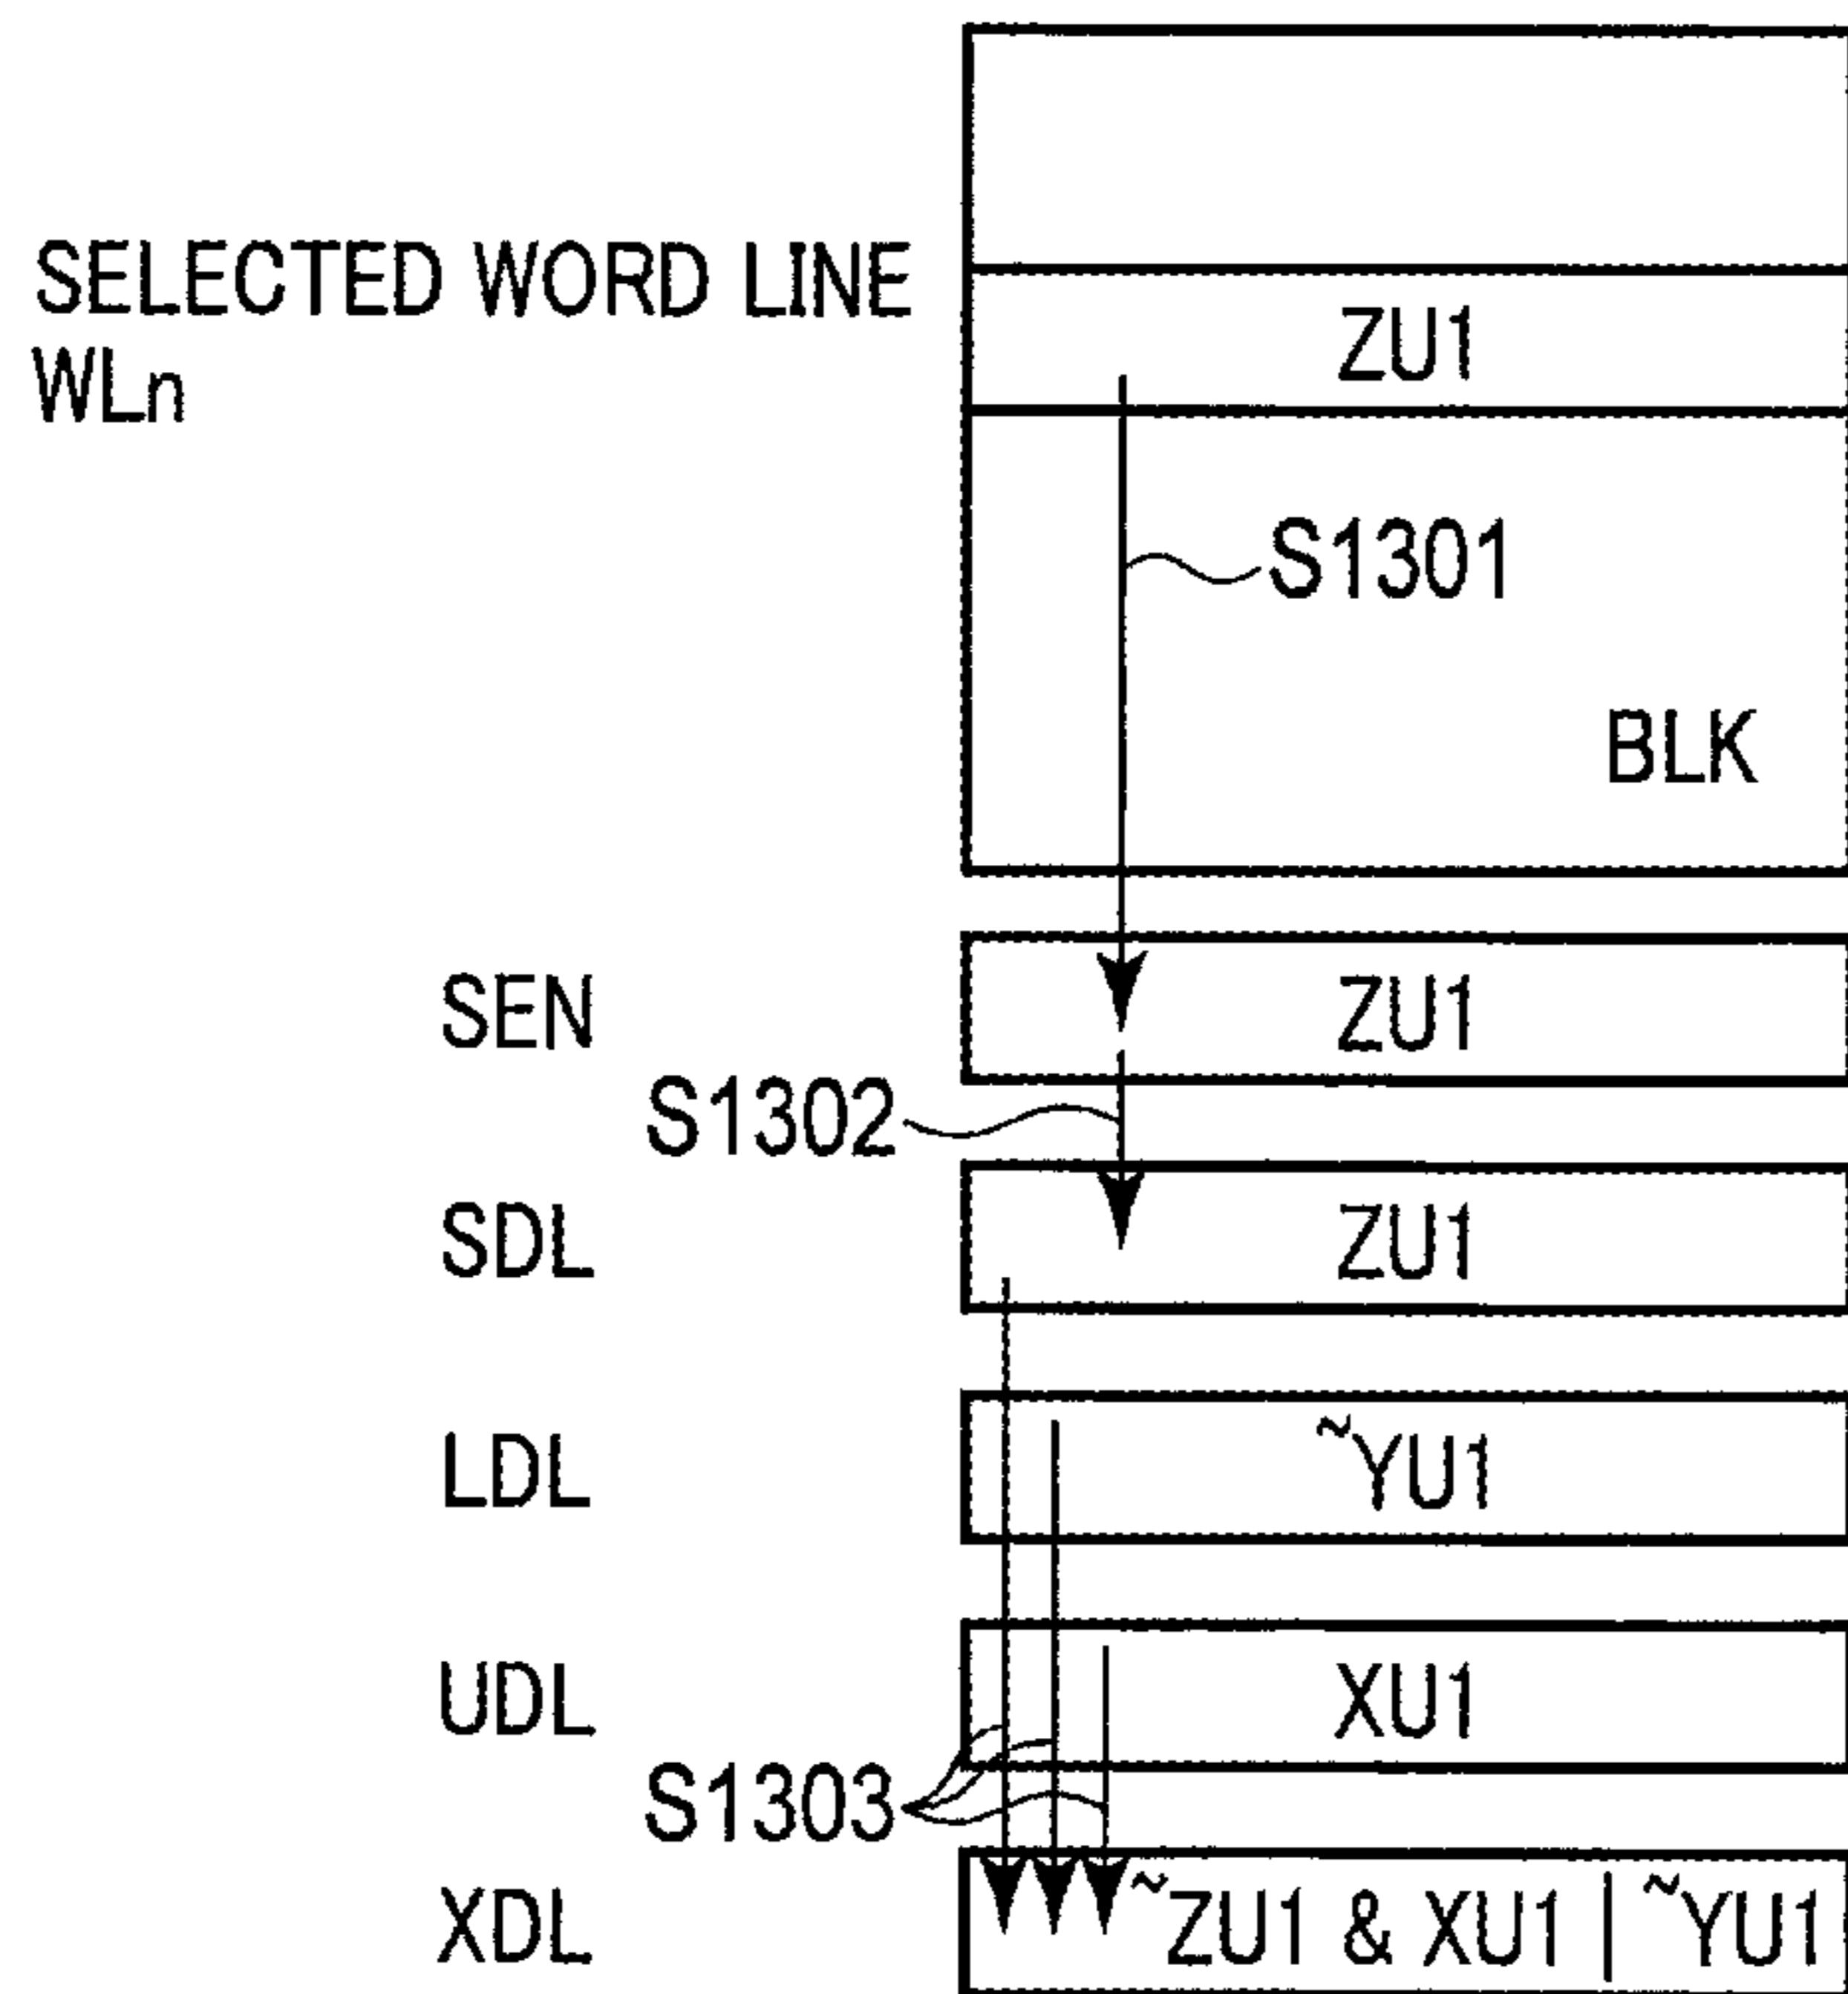 SELECTED WORD LINE
WLn
ZU1
S1301
BLK
SEN
ZU1
S1302
SDL
ZU1
LDL
~YU1
UDL
XU1
S1303
XDL
~ZU1 & XU1 | ~YU1